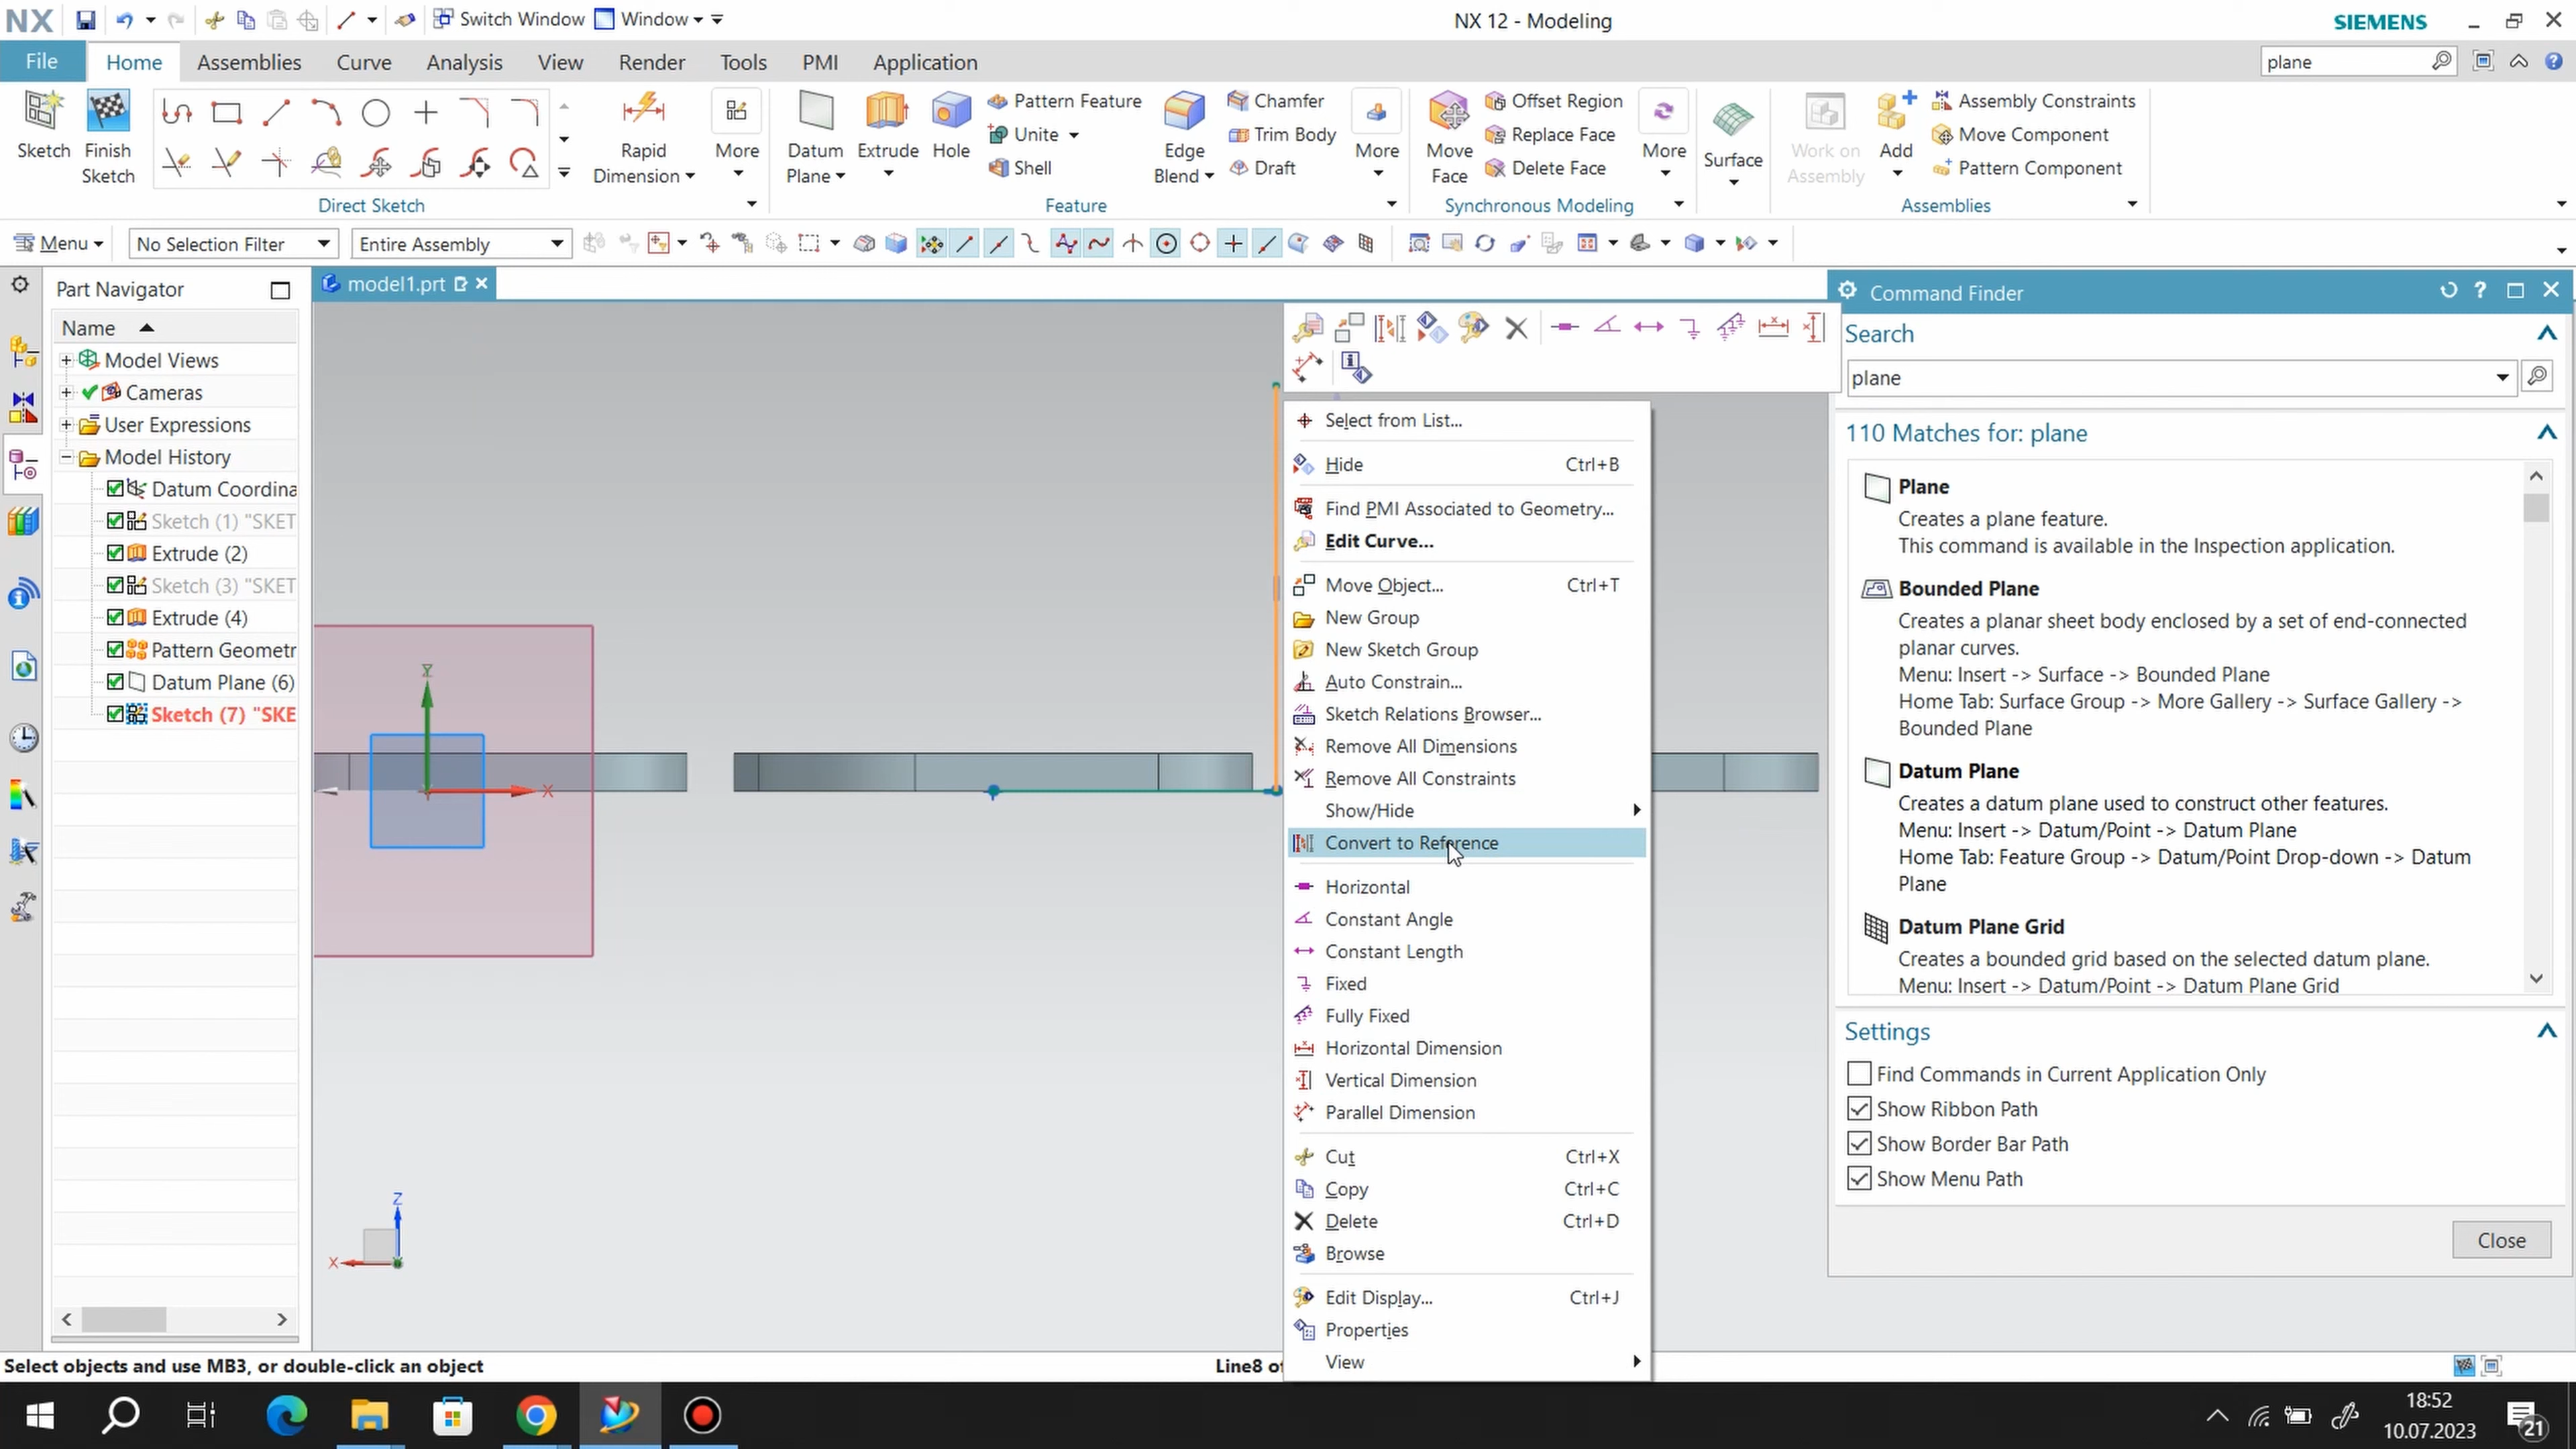 NX
Switch Window
Window
NX 12 - Modeling
SIEMENS
File
Home
Assemblies
Curve
Analysis
View
Render
Tools
PMI
Application
plane
Sketch
Finish
Sketch
Direct Sketch
Rapid
Dimension
More
Datum
Plane
Extrude
Hole
Pattern Feature
Unite
Shell
Edge
Blend
Chamfer
Trim Body
Draft
More
Feature
Move
Face
Offset Region
Replace Face
Delete Face
More
Synchronous Modeling
Surface
Work on
Assembly
Add
Assembly Constraints
Move Component
Pattern Component
Assemblies
Menu
No Selection Filter
Entire Assembly
Part Navigator
Name
Model Views
Cameras
User Expressions
Model History
Datum Coordina
Sketch (1) "SKET
Extrude (2)
Sketch (3) "SKET
Extrude (4)
Pattern Geometr
Datum Plane (6)
Sketch (7) "SKE
model1.prt
Y
X
Z
X
Select from List...
Hide Ctrl+B
Find PMI Associated to Geometry...
Edit Curve...
Move Object... Ctrl+T
New Group
New Sketch Group
Auto Constrain...
Sketch Relations Browser...
Remove All Dimensions
Remove All Constraints
Show/Hide
Convert to Reference
Horizontal
Constant Angle
Constant Length
Fixed
Fully Fixed
Horizontal Dimension
Vertical Dimension
Parallel Dimension
Cut Ctrl+X
Copy Ctrl+C
Delete Ctrl+D
Browse
Edit Display... Ctrl+J
Properties
View
Command Finder
Search
plane
110 Matches for: plane
Plane
Creates a plane feature.
This command is available in the Inspection application.
Bounded Plane
Creates a planar sheet body enclosed by a set of end-connected
planar curves.
Menu: Insert -> Surface -> Bounded Plane
Home Tab: Surface Group -> More Gallery -> Surface Gallery ->
Bounded Plane
Datum Plane
Creates a datum plane used to construct other features.
Menu: Insert -> Datum/Point -> Datum Plane
Home Tab: Feature Group -> Datum/Point Drop-down -> Datum
Plane
Datum Plane Grid
Creates a bounded grid based on the selected datum plane.
Menu: Insert -> Datum/Point -> Datum Plane Grid
Settings
Find Commands in Current Application Only
Show Ribbon Path
Show Border Bar Path
Show Menu Path
Close
Select objects and use MB3, or double-click an object
Line8 of
18:52
10.07.2023
21